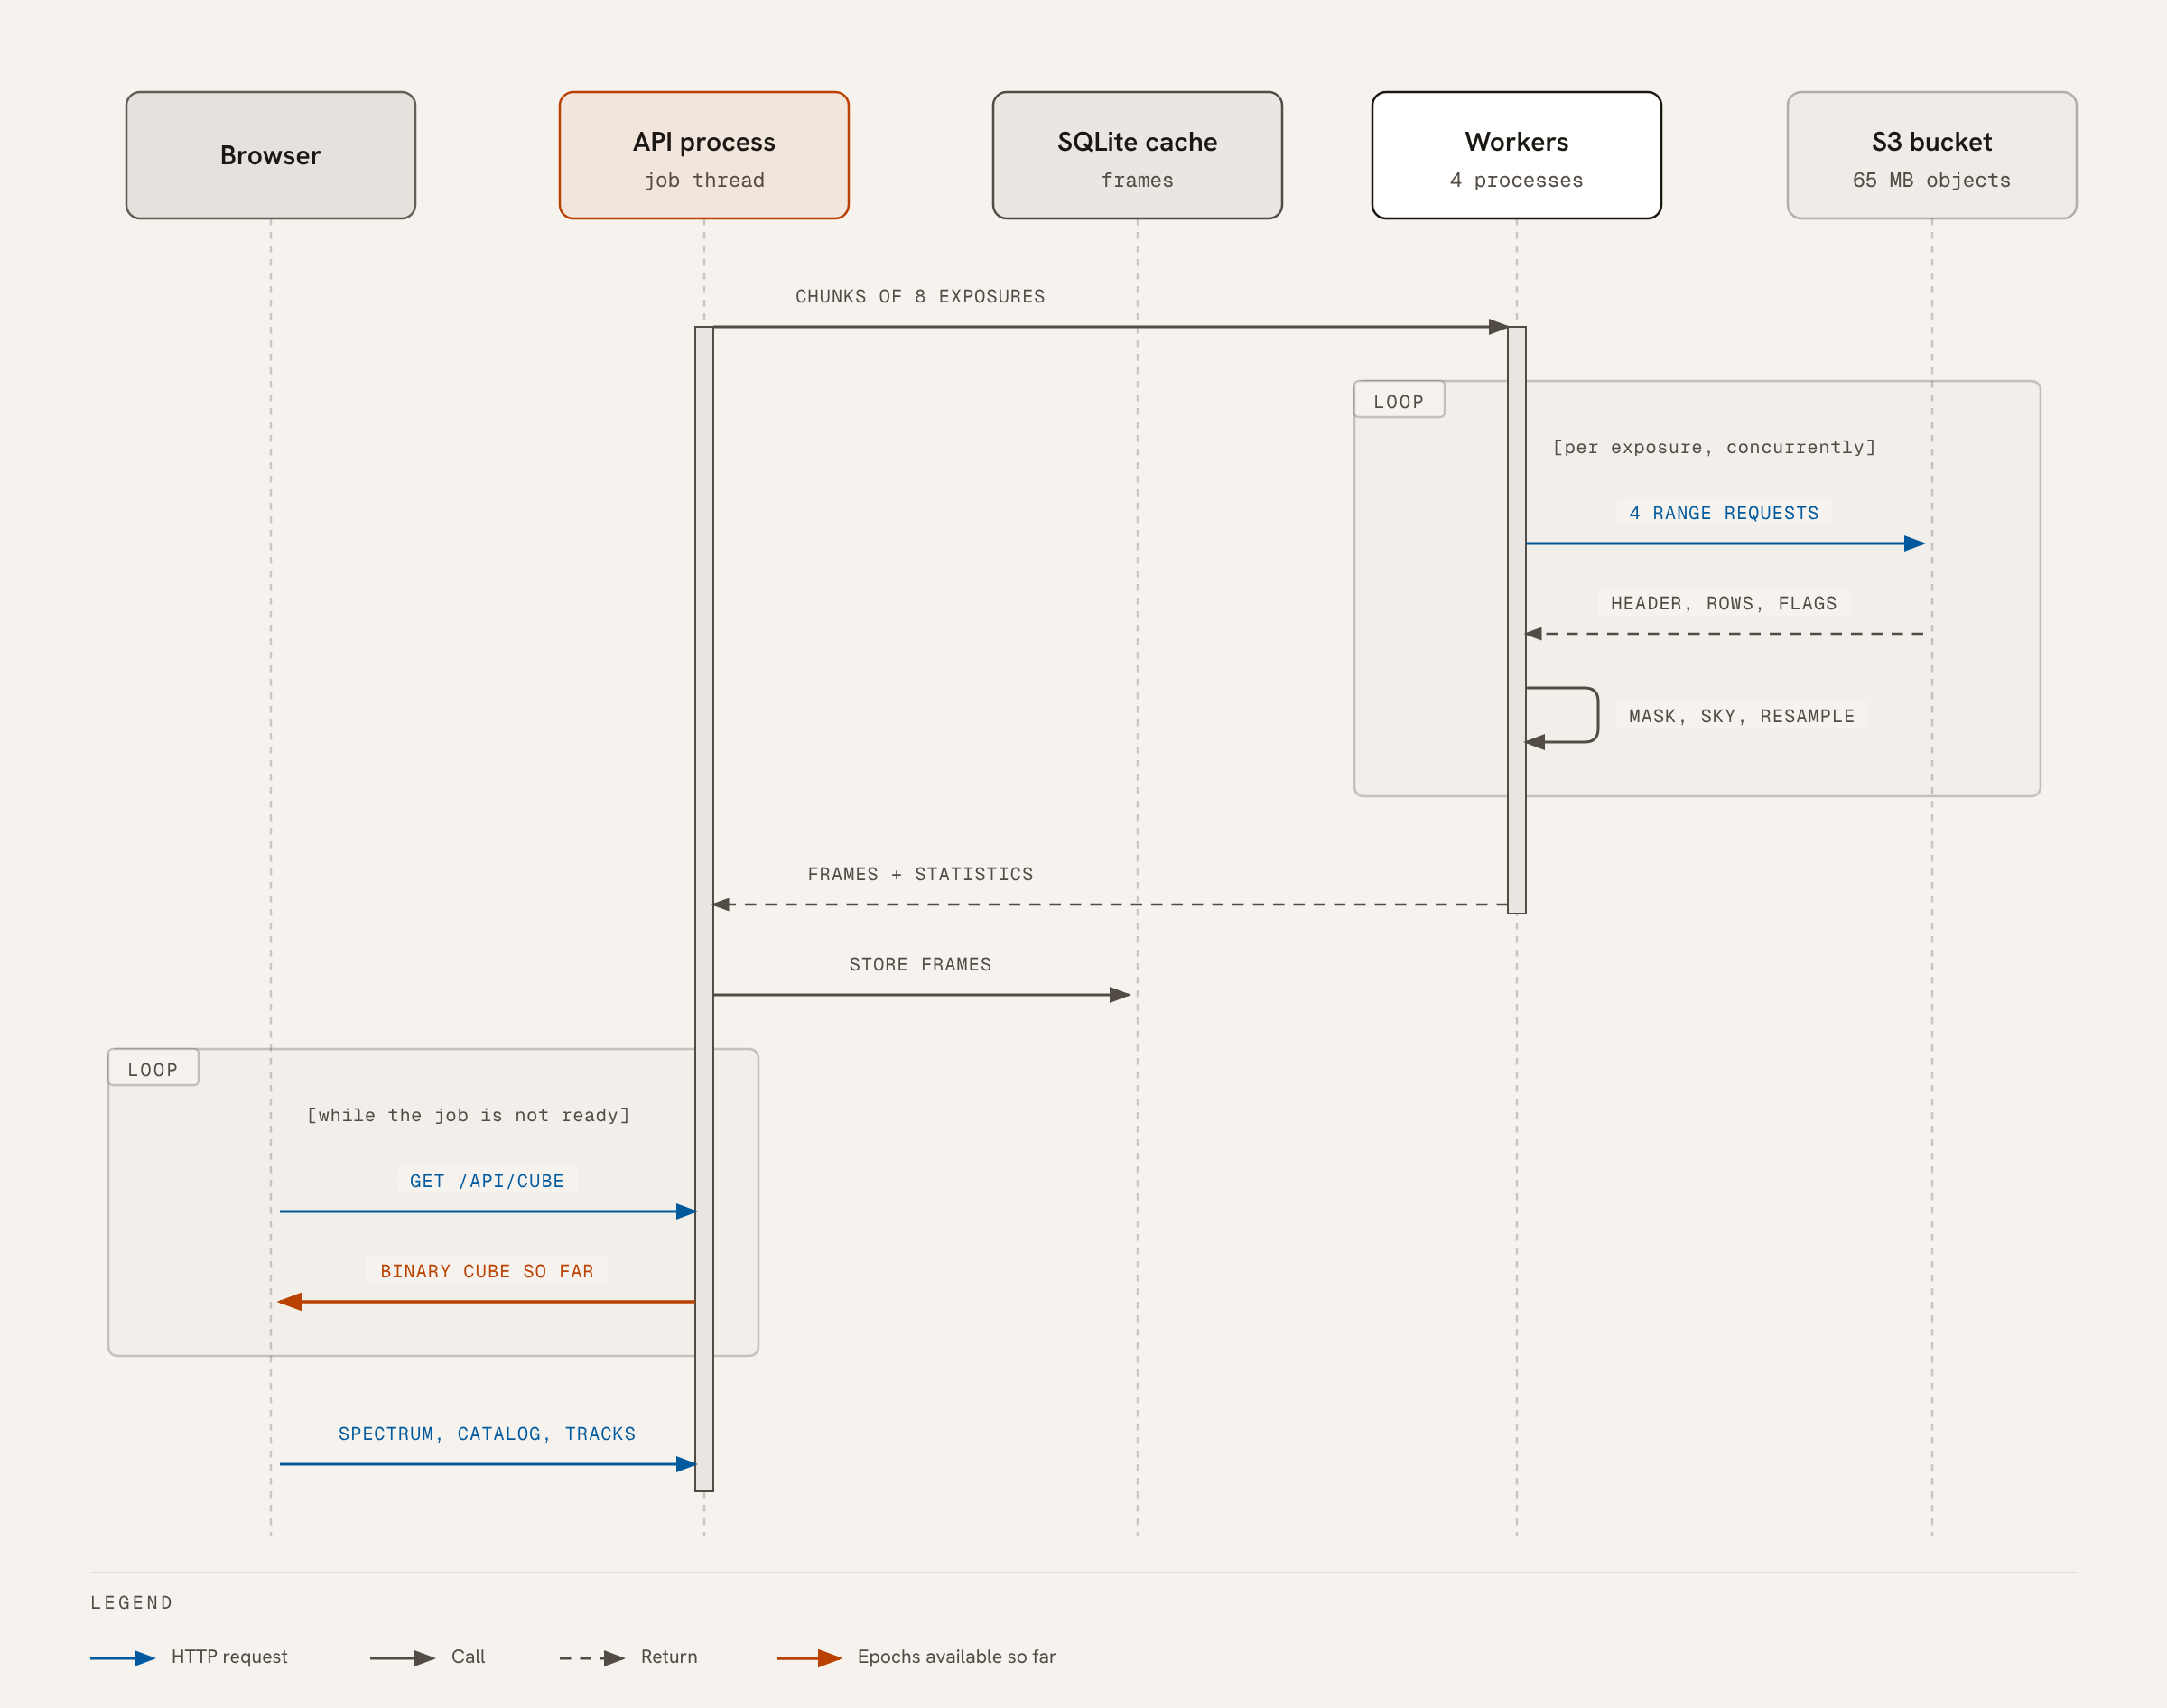 Browser
API process
job thread
SQLite cache
frames
Workers
4 processes
S3 bucket
65 MB objects
CHUNKS OF 8 EXPOSURES
LOOP
[per exposure, concurrently]
4 RANGE REQUESTS
HEADER, ROWS, FLAGS
MASK, SKY, RESAMPLE
FRAMES + STATISTICS
STORE FRAMES
LOOP
[while the job is not ready]
GET /API/CUBE
BINARY CUBE SO FAR
SPECTRUM, CATALOG, TRACKS
LEGEND
HTTP request
Call
Return
Epochs available so far